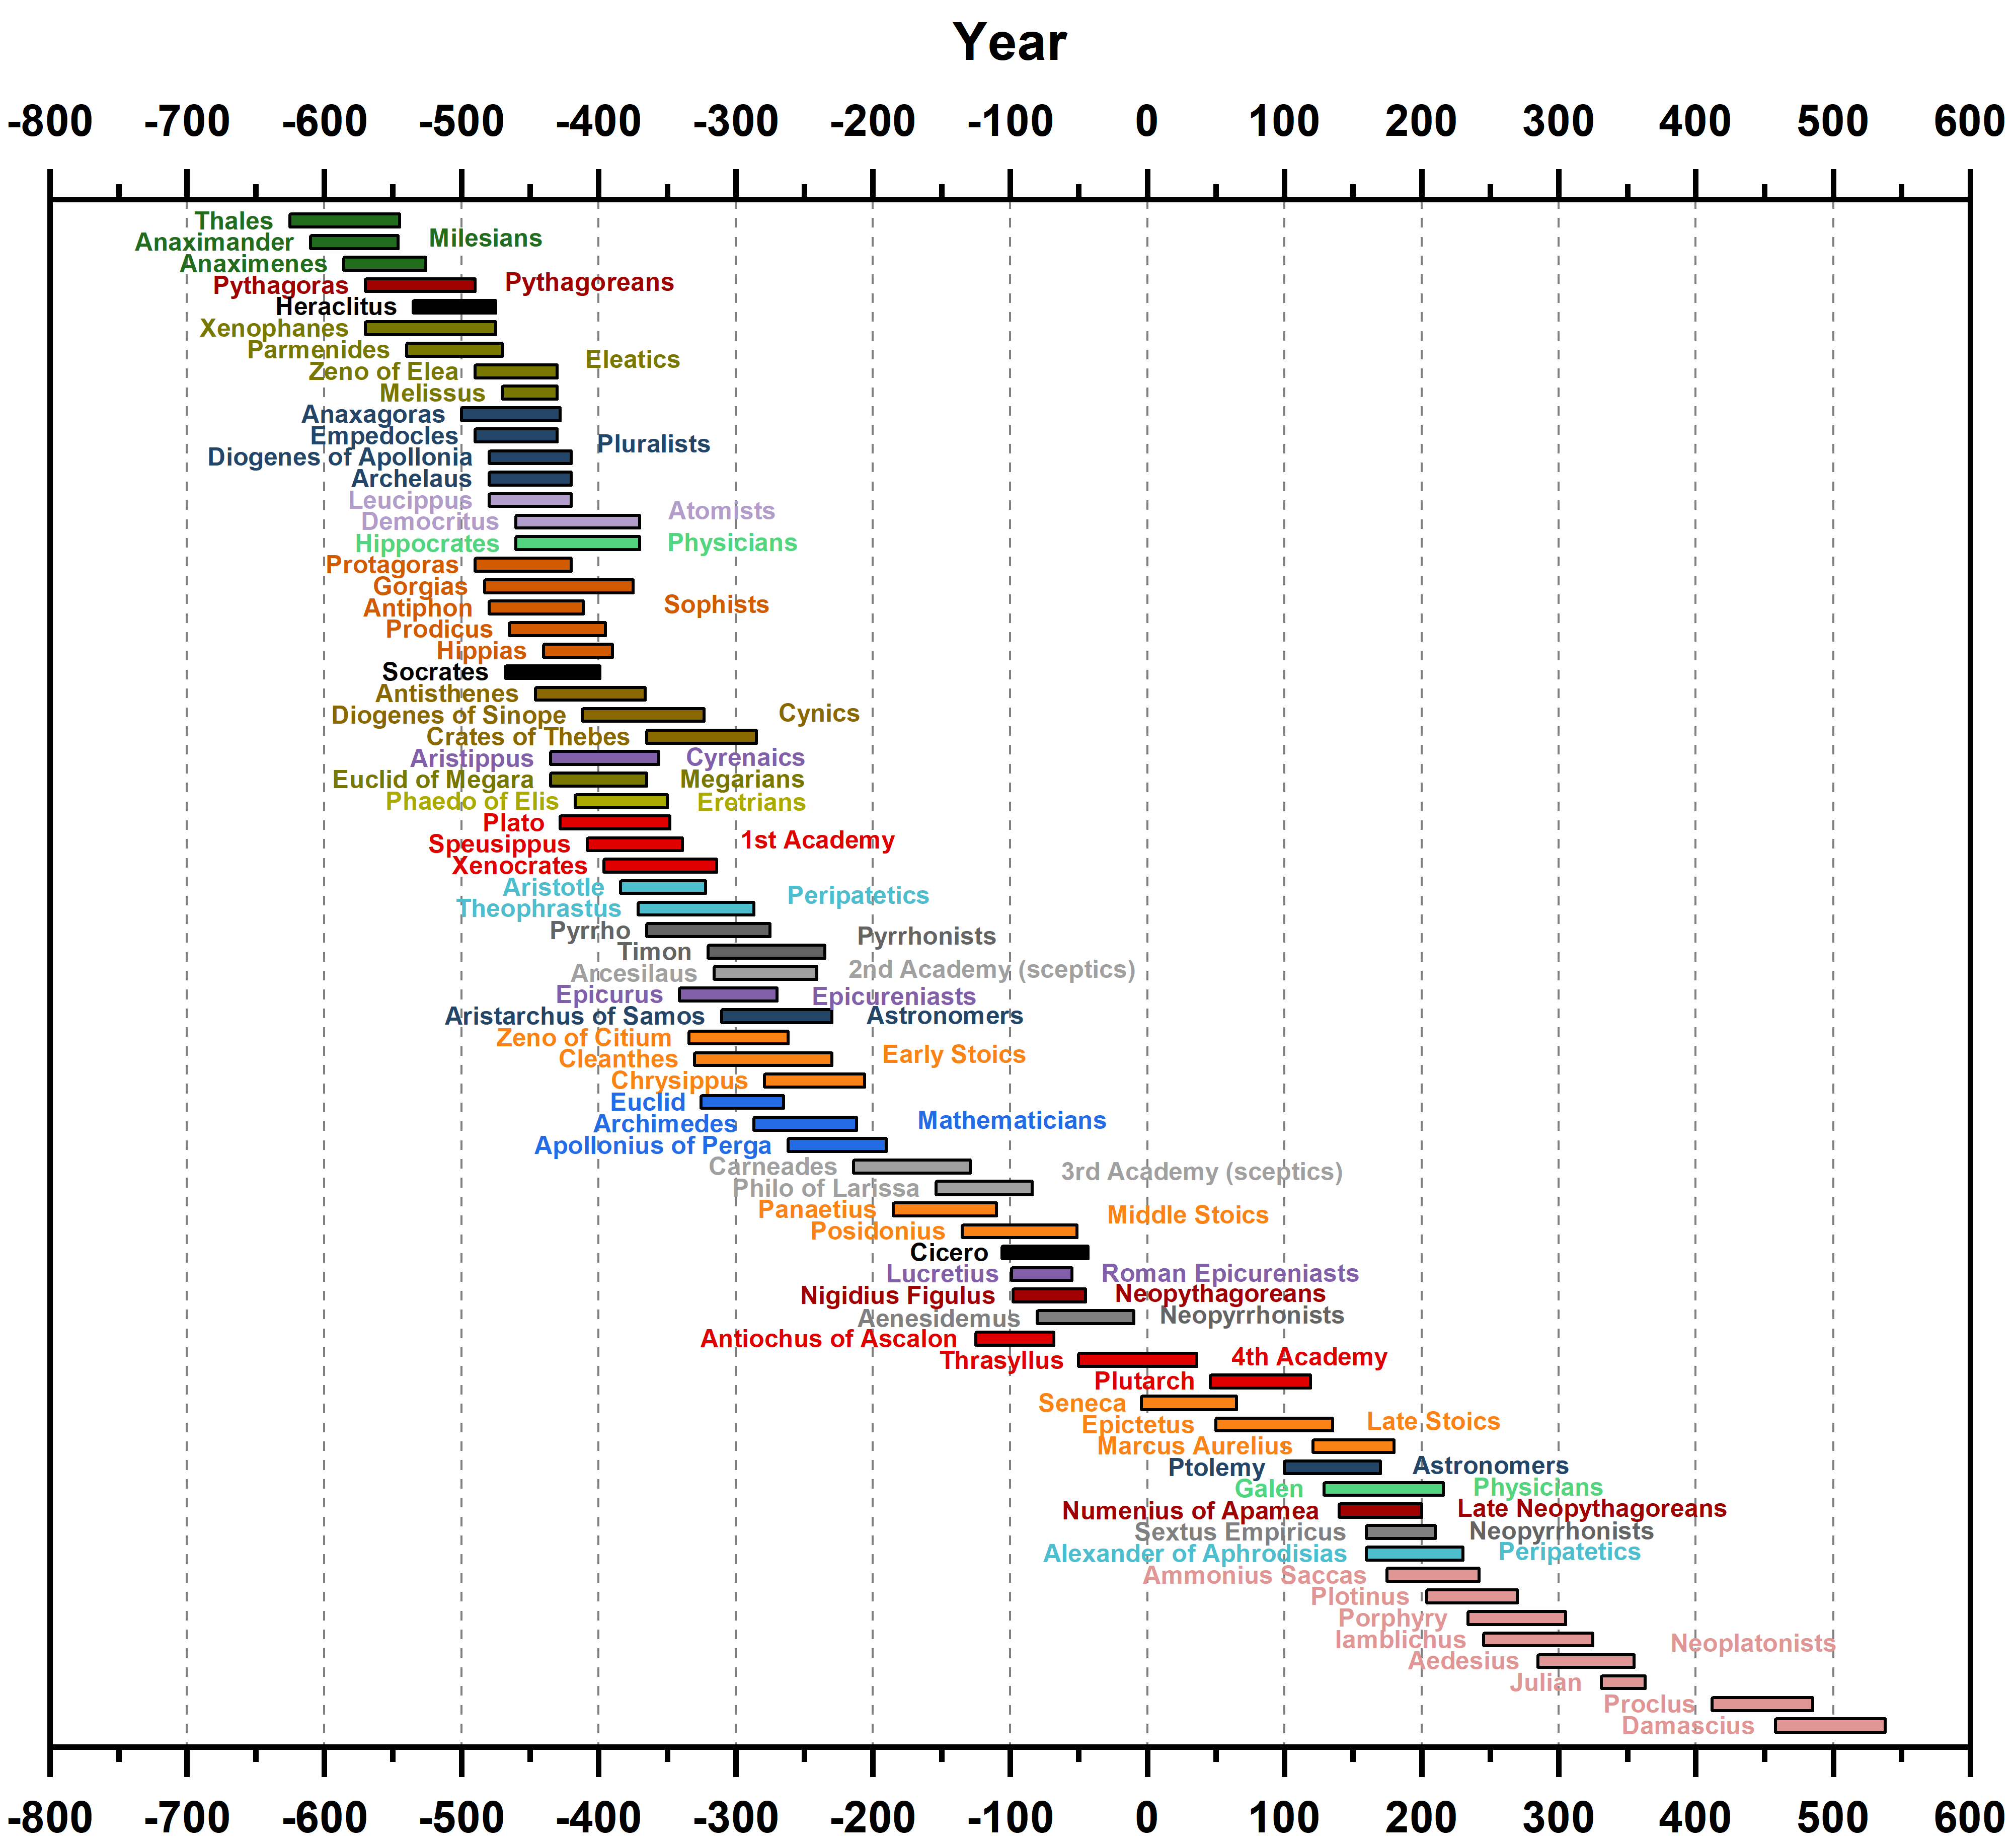 Year
-800 -700 -600 -500 -400 -300 -200 -100 0 100 200 300 400 500 600
Thales
Anaximander
Milesians
Anaximenes
Pythagoras
Pythagoreans
Heraclitus
Xenophanes
Parmenides
Eleatics
Zeno of Elea
Melissus
Anaxagoras
Empedocles
Pluralists
Diogenes of Apollonia
Archelaus
Leucippus
Atomists
Democritus
Hippocrates
Physicians
Protagoras
Gorgias
Antiphon
Sophists
Prodicus
Hippias
Socrates
Antisthenes
Diogenes of Sinope
Cynics
Crates of Thebes
Aristippus
Cyrenaics
Euclid of Megara
Megarians
Phaedo of Elis
Eretrians
Plato
Speusippus
1st Academy
Xenocrates
Aristotle
Peripatetics
Theophrastus
Pyrrho
Pyrrhonists
Timon
Arcesilaus
2nd Academy (sceptics)
Epicurus
Epicureniasts
Aristarchus of Samos
Astronomers
Zeno of Citium
Cleanthes
Early Stoics
Chrysippus
Euclid
Archimedes
Mathematicians
Apollonius of Perga
Carneades
3rd Academy (sceptics)
Philo of Larissa
Panaetius
Middle Stoics
Posidonius
Cicero
Lucretius
Roman Epicureniasts
Nigidius Figulus
Neopythagoreans
Aenesidemus
Neopyrrhonists
Antiochus of Ascalon
Thrasyllus
4th Academy
Plutarch
Seneca
Epictetus
Late Stoics
Marcus Aurelius
Ptolemy
Astronomers
Galen
Physicians
Numenius of Apamea
Late Neopythagoreans
Sextus Empiricus
Neopyrrhonists
Alexander of Aphrodisias
Peripatetics
Ammonius Saccas
Plotinus
Porphyry
Iamblichus
Neoplatonists
Aedesius
Julian
Proclus
Damascius
-800 -700 -600 -500 -400 -300 -200 -100 0 100 200 300 400 500 600